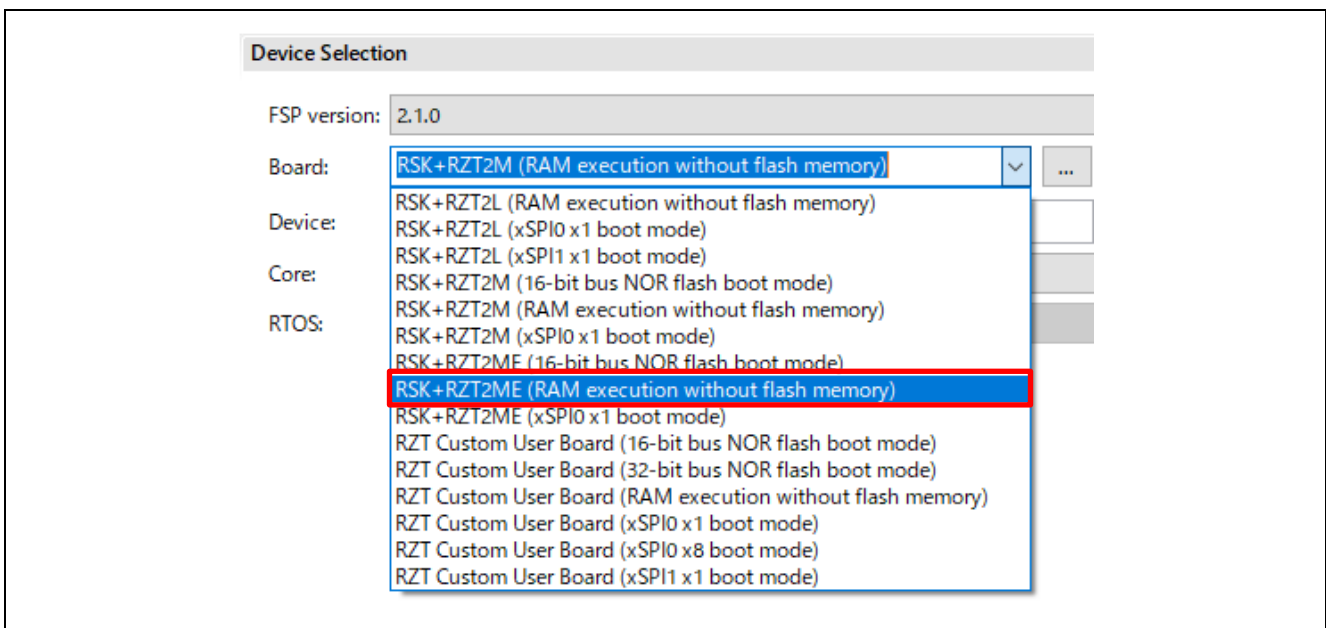 Device Selection
FSP version: 2.1.0
Board: RSK+RZT2M (RAM execution without flash memory) ...
RSK+RZT2L (RAM execution without flash memory)
Device:
RSK+RZT2L (xSPI0 x1 boot mode)
RSK+RZT2L (xSPI1 x1 boot mode)
Core:
RSK+RZT2M (16-bit bus NOR flash boot mode)
RSK+RZT2M (RAM execution without flash memory)
RTOS:
RSK+RZT2M (xSPI0 x1 boot mode)
RSK+RZT2ME (16-bit bus NOR flash boot mode)
RSK+RZT2ME (RAM execution without flash memory)
RSK+RZT2ME (xSPI0 x1 boot mode)
RZT Custom User Board (16-bit bus NOR flash boot mode)
RZT Custom User Board (32-bit bus NOR flash boot mode)
RZT Custom User Board (RAM execution without flash memory)
RZT Custom User Board (xSPI0 x1 boot mode)
RZT Custom User Board (xSPI0 x8 boot mode)
RZT Custom User Board (xSPI1 x1 boot mode)